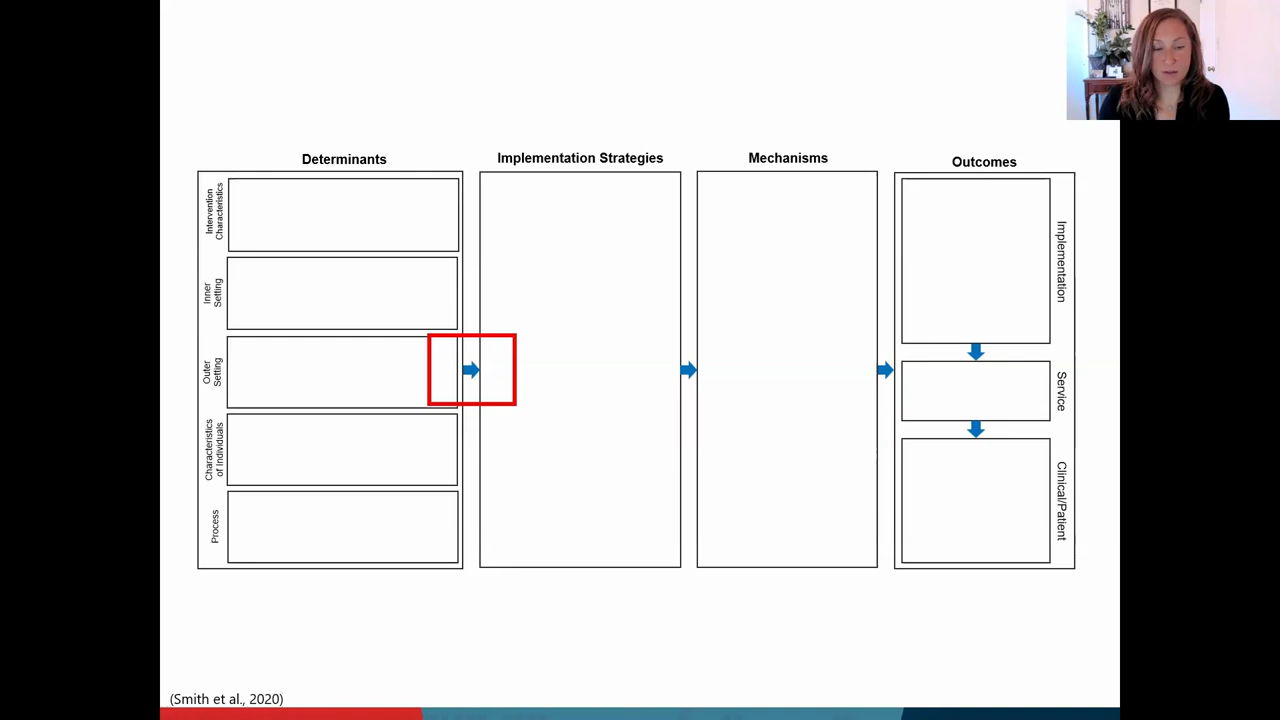 Determinants
Implementation Strategies
Mechanisms
Outcomes
Intervention
Characteristics
Inner
Setting
Outer
Setting
Characteristics
of Individuals
Process
Implementation
Service
Clinical/Patient
(Smith et al., 2020)